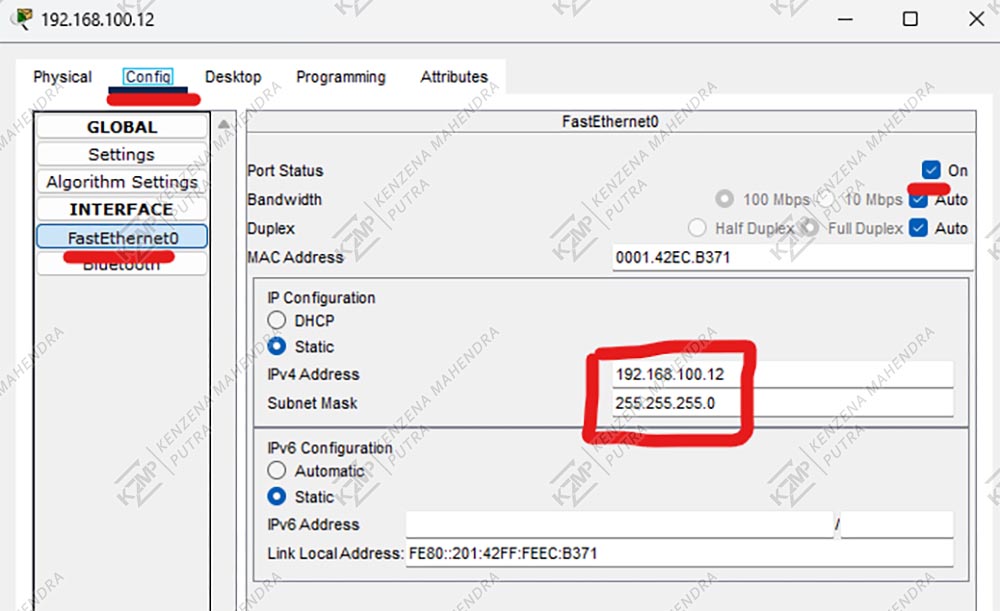 192.168.100.12
Physical Config Desktop Programming Attributes
GLOBAL
Settings
Algorithm Settings
INTERFACE
FastEthernet0
Bluetooth
FastEthernet0
Port Status On
Bandwidth 100 Mbps 10 Mbps Auto
Duplex Half Duplex Full Duplex Auto
MAC Address 0001.42EC.B371
IP Configuration
DHCP
Static
IPv4 Address 192.168.100.12
Subnet Mask 255.255.255.0
IPv6 Configuration
Automatic
Static
IPv6 Address /
Link Local Address: FE80::201:42FF:FEEC:B371
KZMP KENZENA MAHENDRA PUTRA